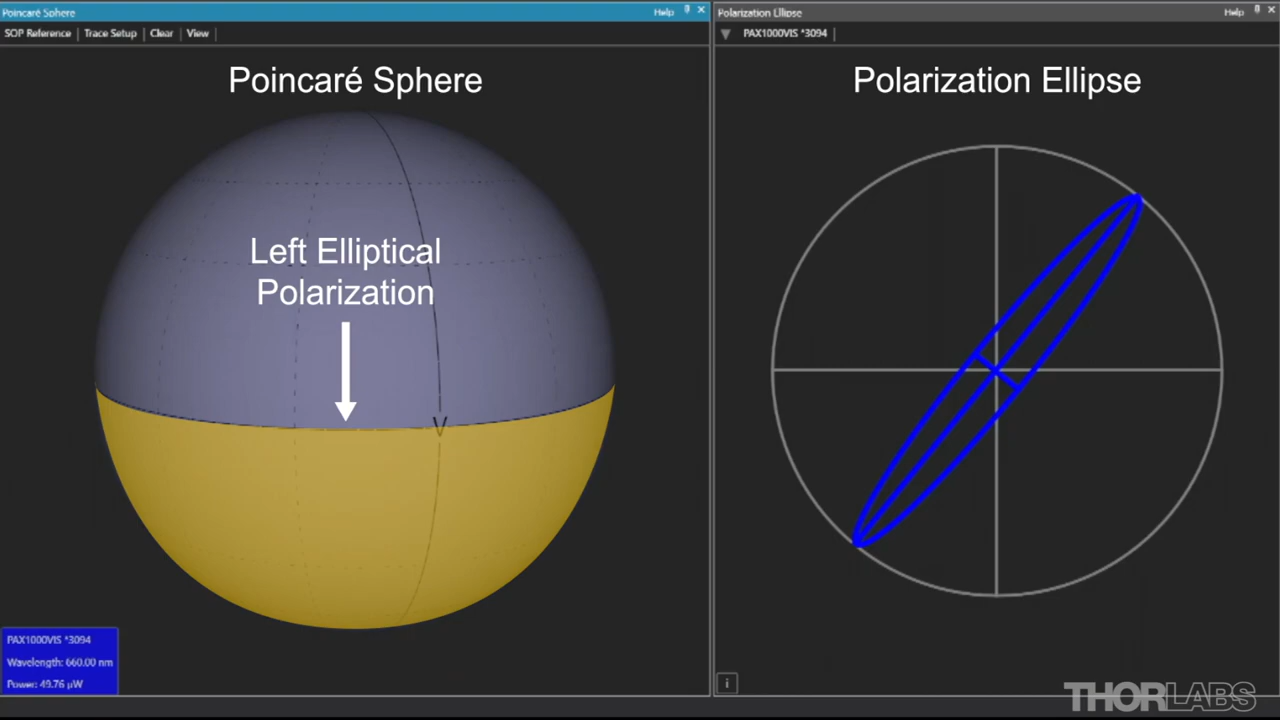 Poincaré Sphere
Help
SOP Reference
Trace Setup
Clear
View
Poincaré Sphere
Left Elliptical
Polarization
V
PAX1000VIS *3094
Wavelength: 660.00 nm
Power: 49.76 µW
Polarization Ellipse
Help
PAX1000VIS *3094
Polarization Ellipse
i
THORLABS